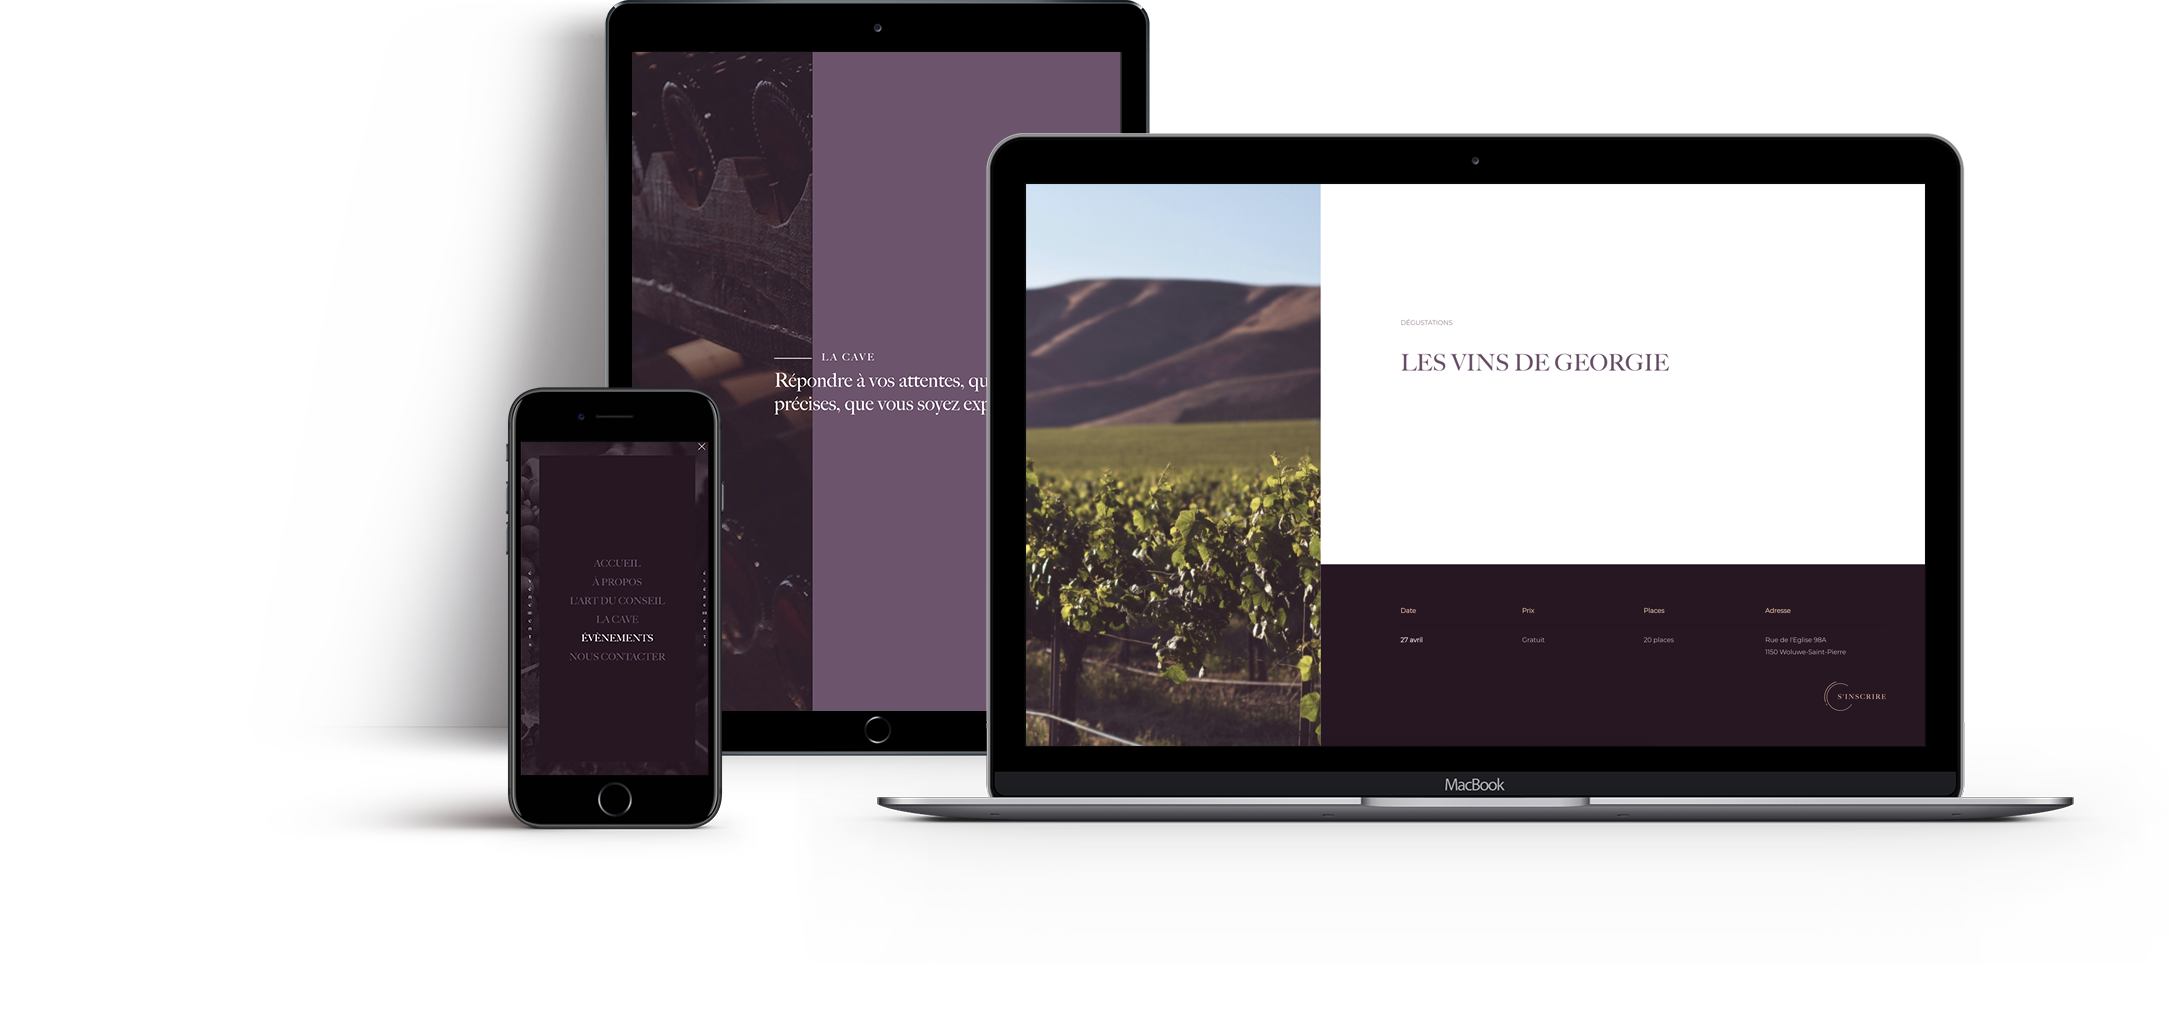 LA CAVE
Répondre à vos attentes, qu
précises, que vous soyez exp
ACCUEIL
À PROPOS
L'ART DU CONSEIL
LA CAVE
ÉVÈNEMENTS
NOUS CONTACTER
DÉGUSTATIONS
LES VINS DE GEORGIE
Date Prix Places Adresse
27 avril Gratuit 20 places Rue de l'Eglise 98A
1150 Woluwe-Saint-Pierre
S'INSCRIRE
MacBook